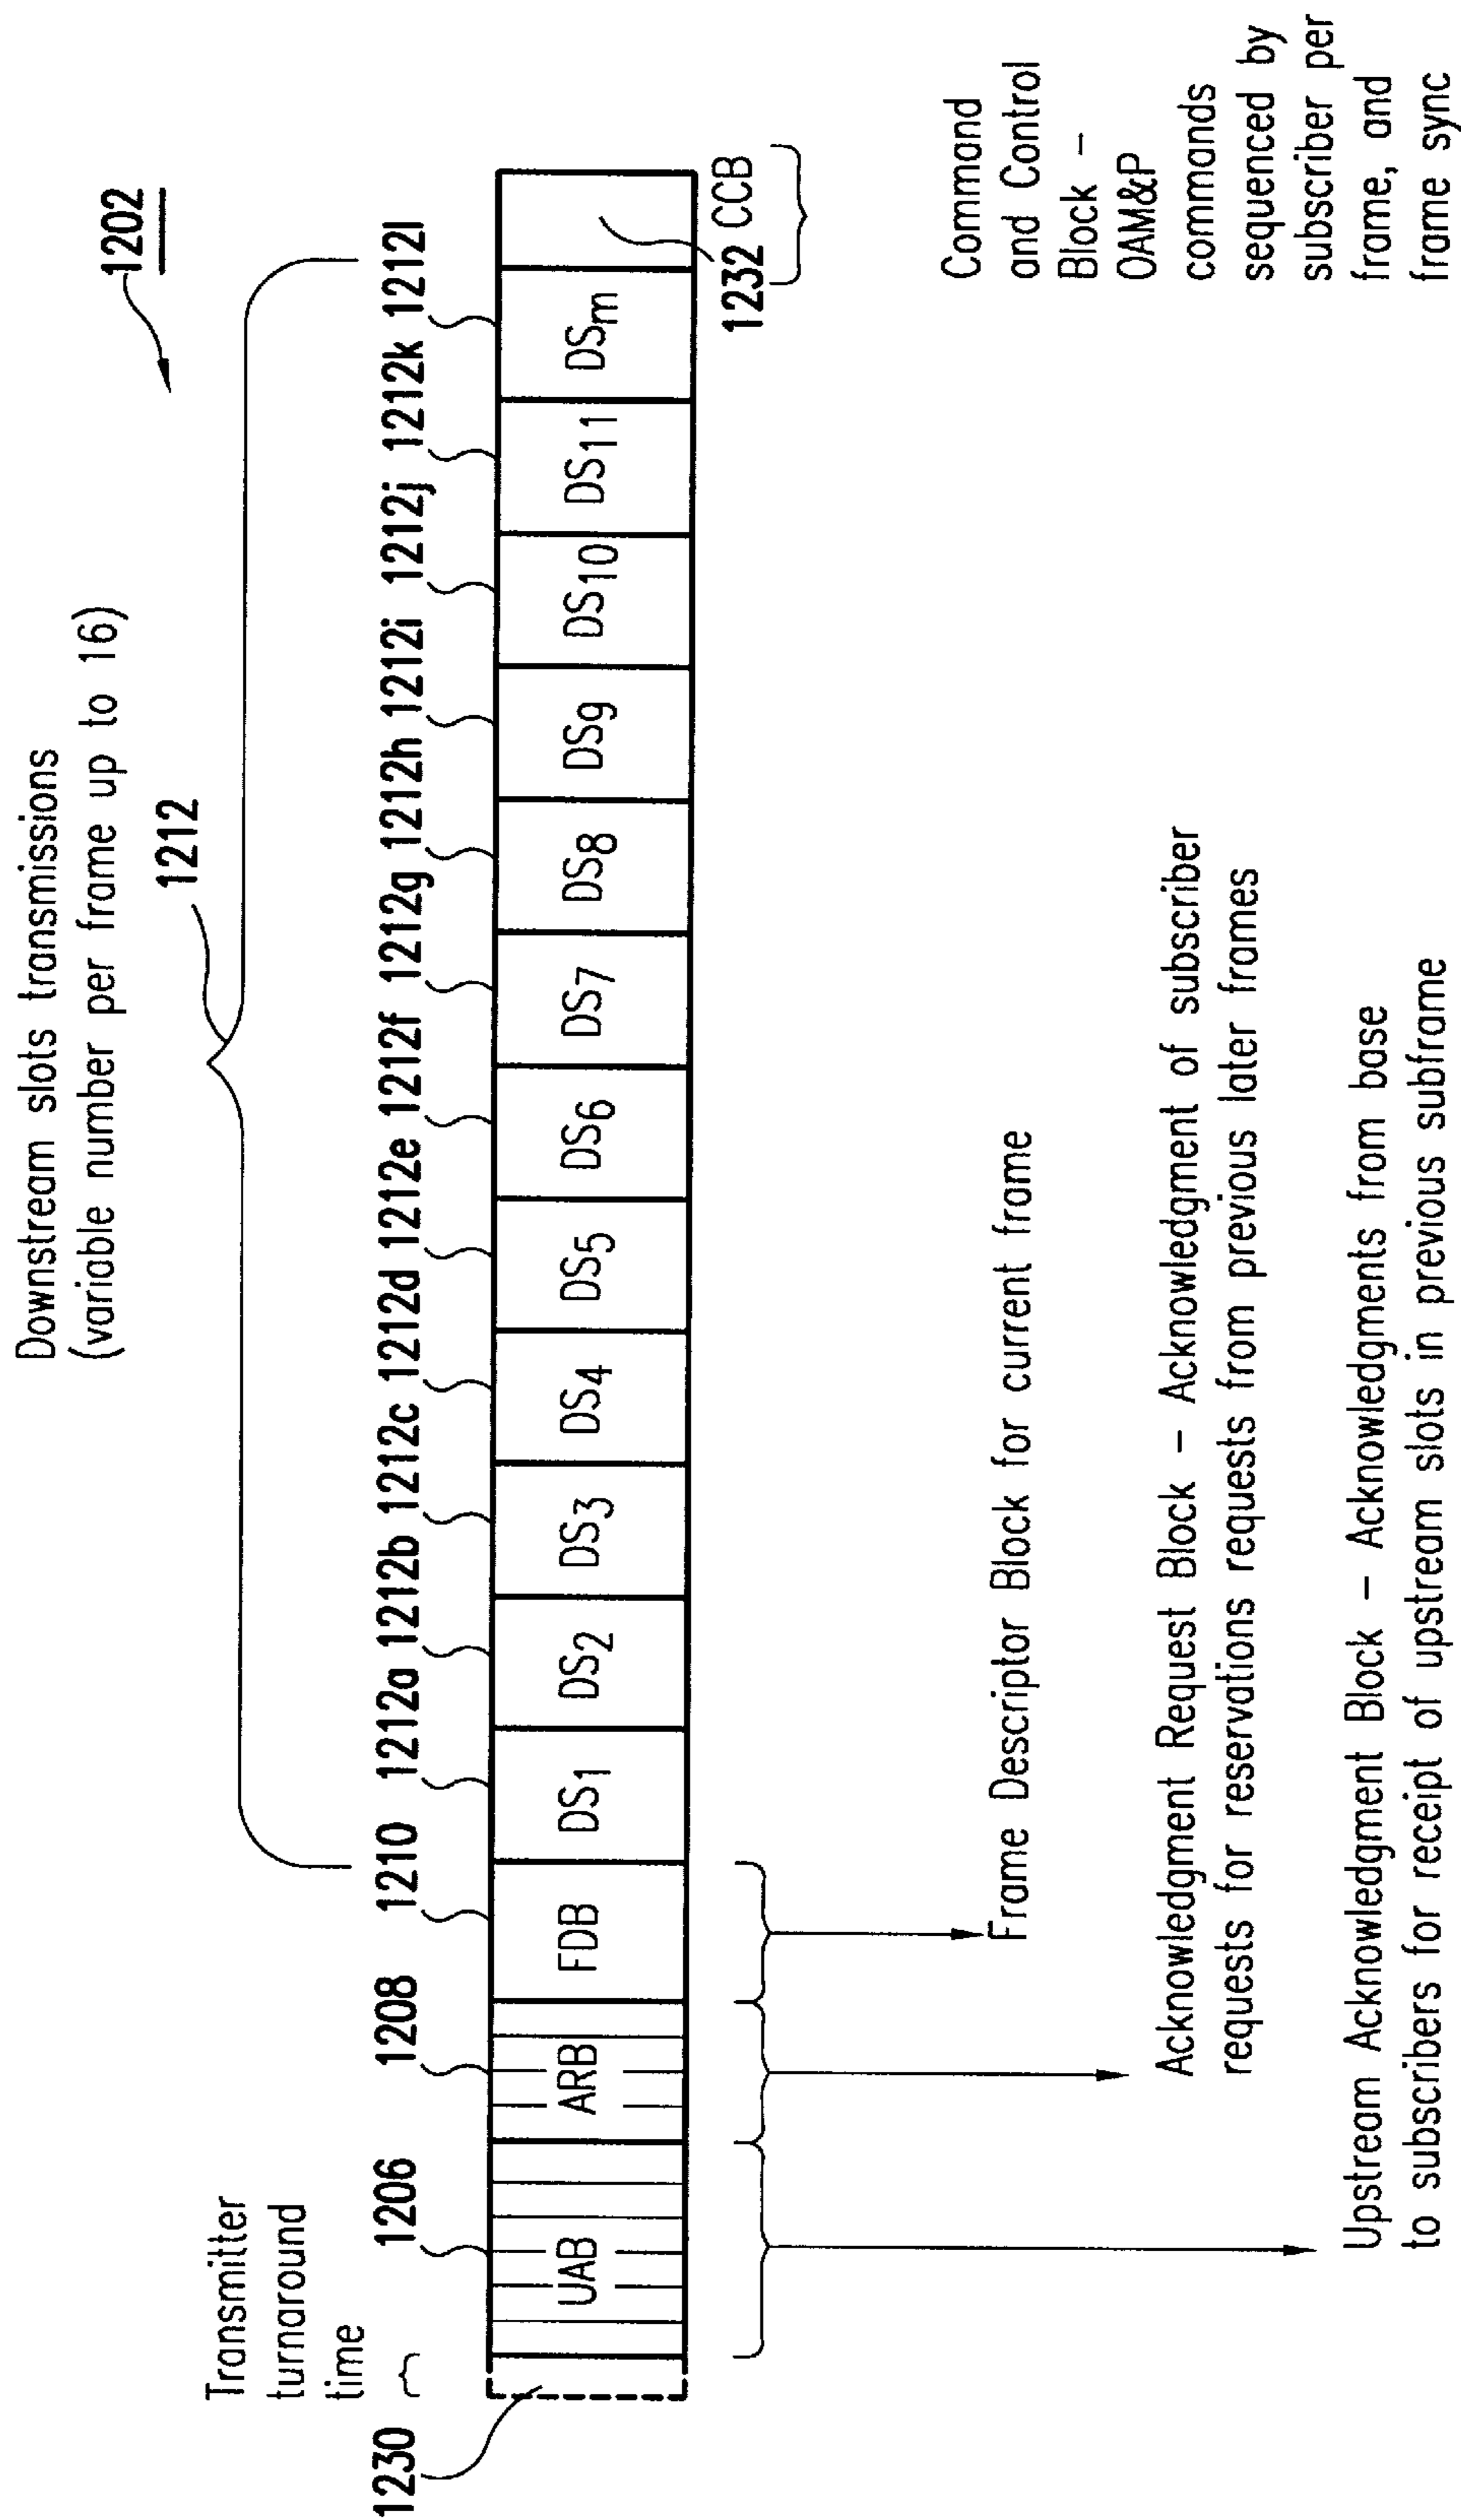 Downstream slots transmissions
(variable number per frame up to 16)
1212
1202
Transmitter
turnaround
time
1230
1206
1208
1210
1212a
1212b
1212c
1212d
1212e
1212f
1212g
1212h
1212i
1212j
1212k
1212l
UAB
ARB
FDB
DS1
DS2
DS3
DS4
DS5
DS6
DS7
DS8
DS9
DS10
DS11
DSm
1232
CCB
Command
and Control
Block –
OAM&P
commands
sequenced by
subscriber per
frame, and
frame sync
Frame Descriptor Block for current frame
Acknowledgment Request Block – Acknowledgment of subscriber
requests for reservations requests from previous later frames
Upstream Acknowledgment Block – Acknowledgments from base
to subscribers for receipt of upstream slots in previous subframe